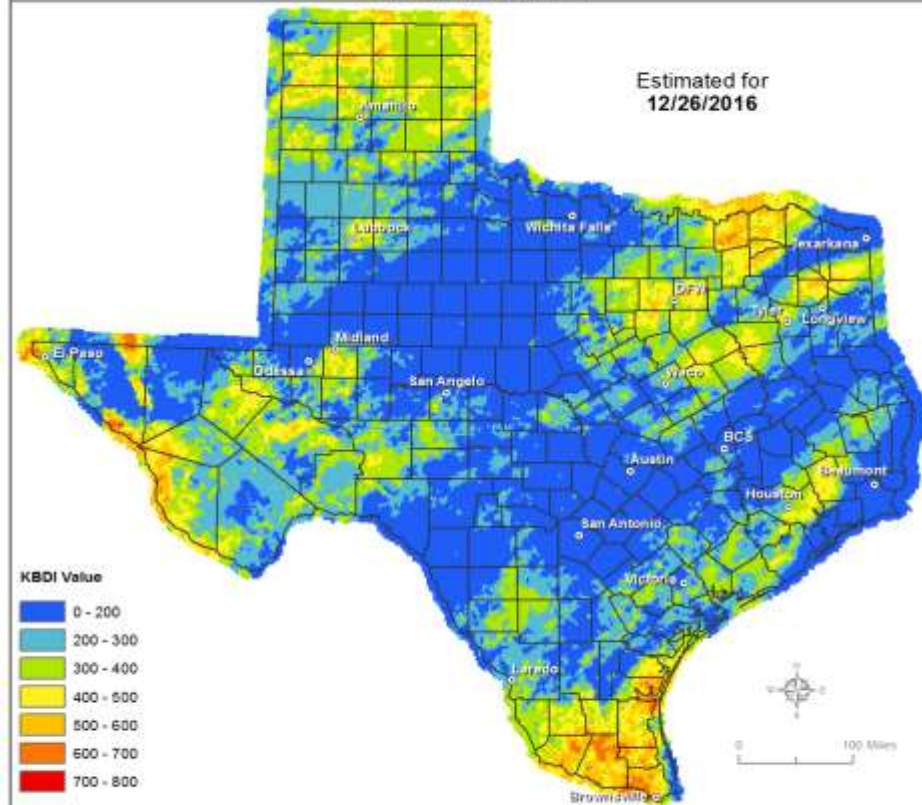 Estimated for
12/26/2016
Amarillo
Lubbock
Wichita Falls
Texarkana
DFW
Tyler
Longview
El Paso
Midland
Odessa
San Angelo
Waco
BCS
Austin
Beaumont
Houston
San Antonio
Victoria
Laredo
Brownsville
KBDI Value
0 - 200
200 - 300
300 - 400
400 - 500
500 - 600
600 - 700
700 - 800
0 100 Miles